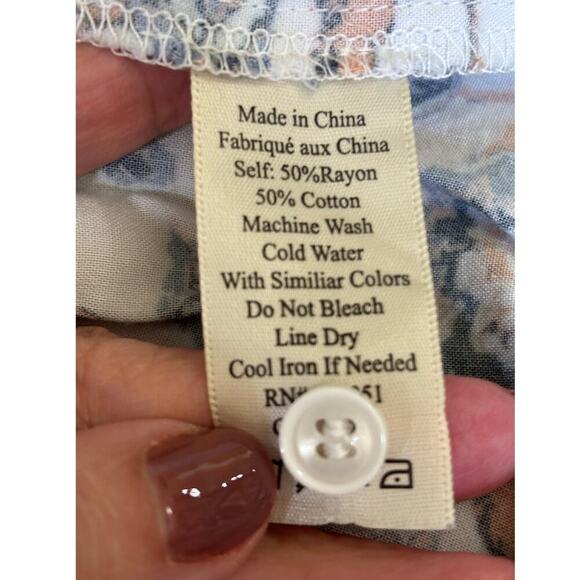 Made in China
Fabriqué aux China
Self: 50%Rayon
50% Cotton
Machine Wash
Cold Water
With Similiar Colors
Do Not Bleach
Line Dry
Cool Iron If Needed